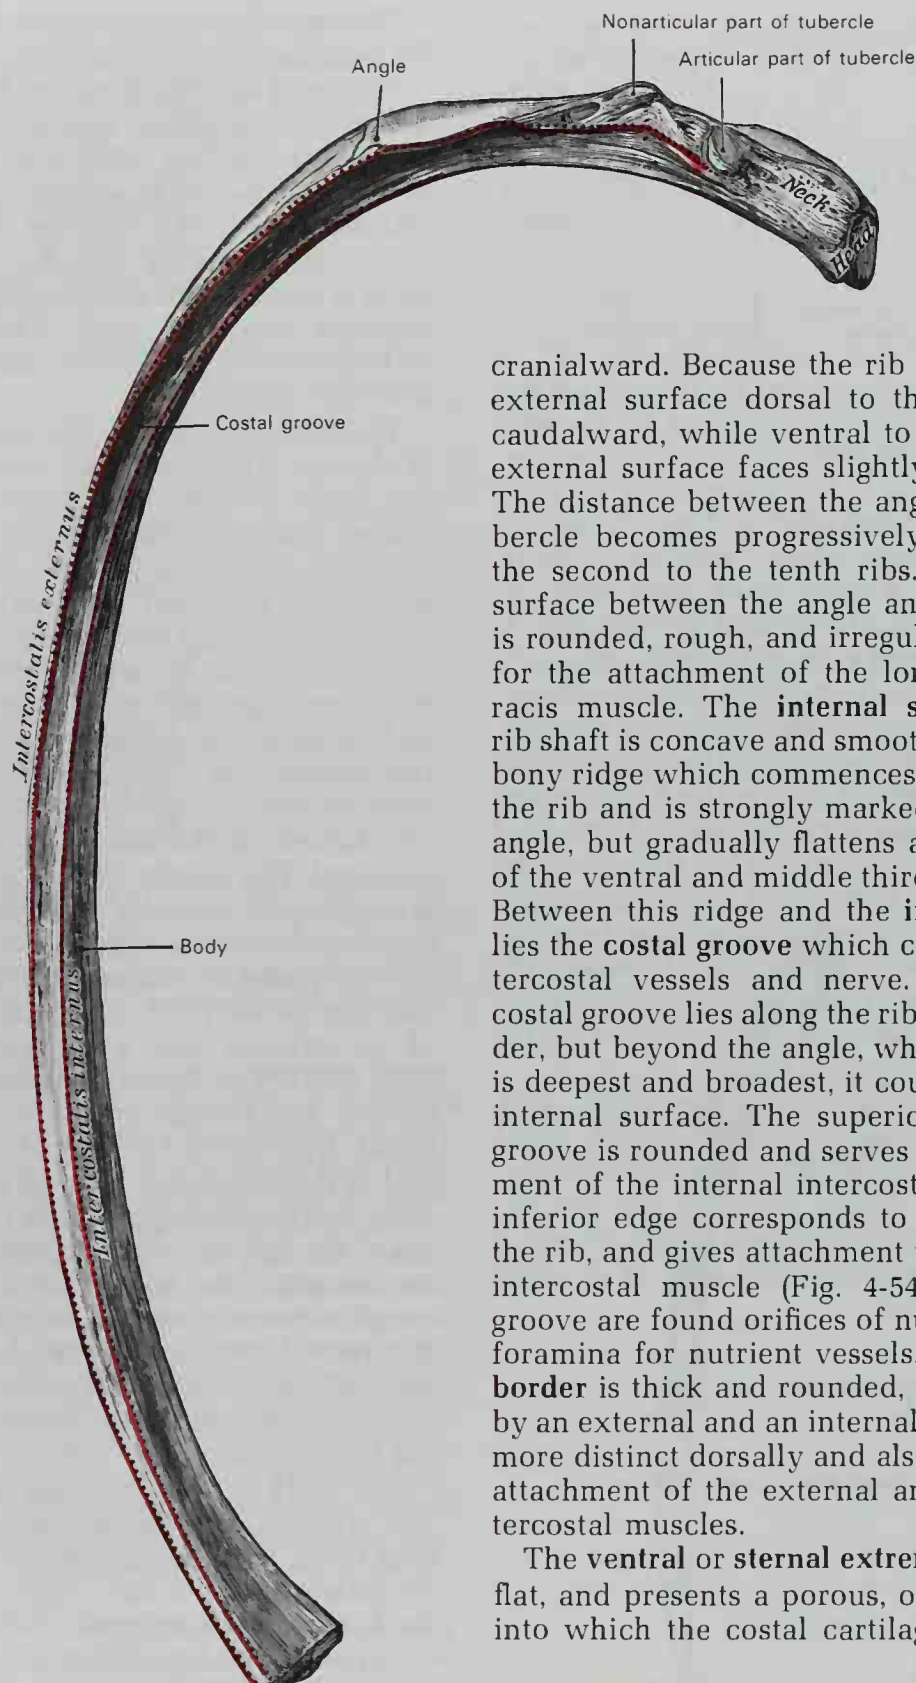 Nonarticular part of tubercle
Articular part of tubercle
Angle
Neck
Head
Costal groove
Intercostalis externus
Body
Intercostalis internus
cranialward. Because the rib
external surface dorsal to th
caudalward, while ventral to
external surface faces slightly
The distance between the ang
bercle becomes progressively
the second to the tenth ribs.
surface between the angle an
is rounded, rough, and irregul
for the attachment of the lon
racis muscle. The internal s
rib shaft is concave and smoot
bony ridge which commences
the rib and is strongly marked
angle, but gradually flattens a
of the ventral and middle third
Between this ridge and the i
lies the costal groove which c
tercostal vessels and nerve.
costal groove lies along the rib
der, but beyond the angle, wh
is deepest and broadest, it cou
internal surface. The superio
groove is rounded and serves
ment of the internal intercost
inferior edge corresponds to
the rib, and gives attachment
intercostal muscle (Fig. 4-54
groove are found orifices of nu
foramina for nutrient vessels.
border is thick and rounded,
by an external and an internal
more distinct dorsally and als
attachment of the external an
tercostal muscles.
The ventral or sternal extre
flat, and presents a porous, o
into which the costal cartilag